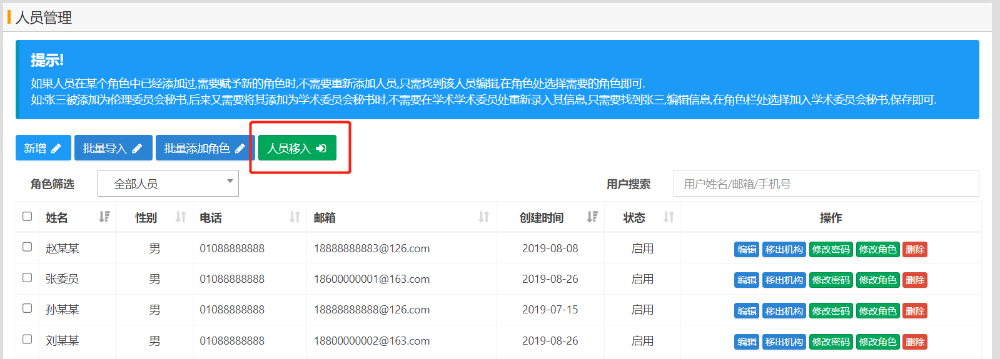 人员管理
提示!
如果人员在某个角色中已经添加过,需要赋予新的角色时,不需要重新添加人员,只需找到该人员编辑,在角色处选择需要的角色即可.
如:张三被添加为伦理委员会秘书,后来又需要将其添加为学术委员会秘书时,不需要在学术学术委员处重新录入其信息,只需要找到张三,编辑信息,在角色栏处选择加入学术委员会秘书,保存即可.
新增 批量导入 批量添加角色 人员移入
角色筛选 全部人员 用户搜索 用户姓名/邮箱/手机号
姓名 性别 电话 邮箱 创建时间 状态 操作
赵某某 男 01088888888 18888888883@126.com 2019-08-08 启用 编辑 移出机构 修改密码 修改角色 删除
张委员 男 01088888888 18600000001@163.com 2019-08-26 启用 编辑 移出机构 修改密码 修改角色 删除
孙某某 男 01088888888 18888888888@126.com 2019-07-15 启用 编辑 移出机构 修改密码 修改角色 删除
刘某某 男 01088888888 18800000002@163.com 2019-08-26 启用 编辑 移出机构 修改密码 修改角色 删除